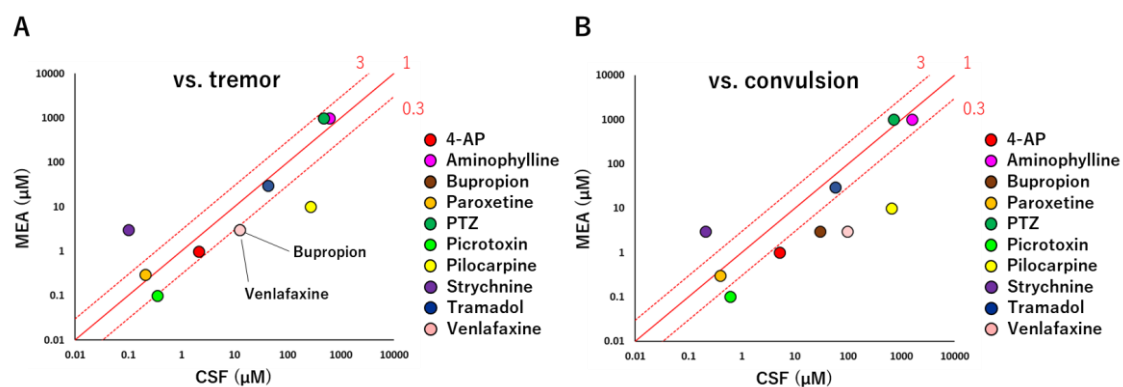 A
vs. tremor
3
1
0.3
10000
1000
100
10
1
0.1
0.01
MEA (μM)
0.01
0.1
1
10
100
1000
10000
CSF (μM)
Bupropion
Venlafaxine
4-AP
Aminophylline
Bupropion
Paroxetine
PTZ
Picrotoxin
Pilocarpine
Strychnine
Tramadol
Venlafaxine
B
vs. convulsion
3
1
0.3
10000
1000
100
10
1
0.1
0.01
MEA (μM)
0.01
0.1
1
10
100
1000
10000
CSF (μM)
4-AP
Aminophylline
Bupropion
Paroxetine
PTZ
Picrotoxin
Pilocarpine
Strychnine
Tramadol
Venlafaxine